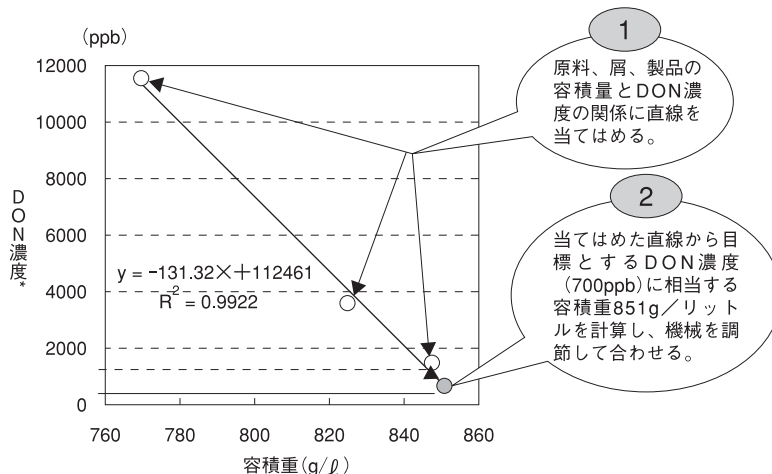 (ppb)
12000
10000
8000
6000
4000
2000
0
DON濃度*
760
780
800
820
840
860
容積重(g/ℓ)
y = −131.32×＋112461
R² = 0.9922
1
原料、屑、製品の
容積量とDON濃
度の関係に直線を
当てはめる。
2
当てはめた直線から目
標とするDON濃度
（700ppb）に相当する
容積重851g／リット
ルを計算し、機械を調
節して合わせる。